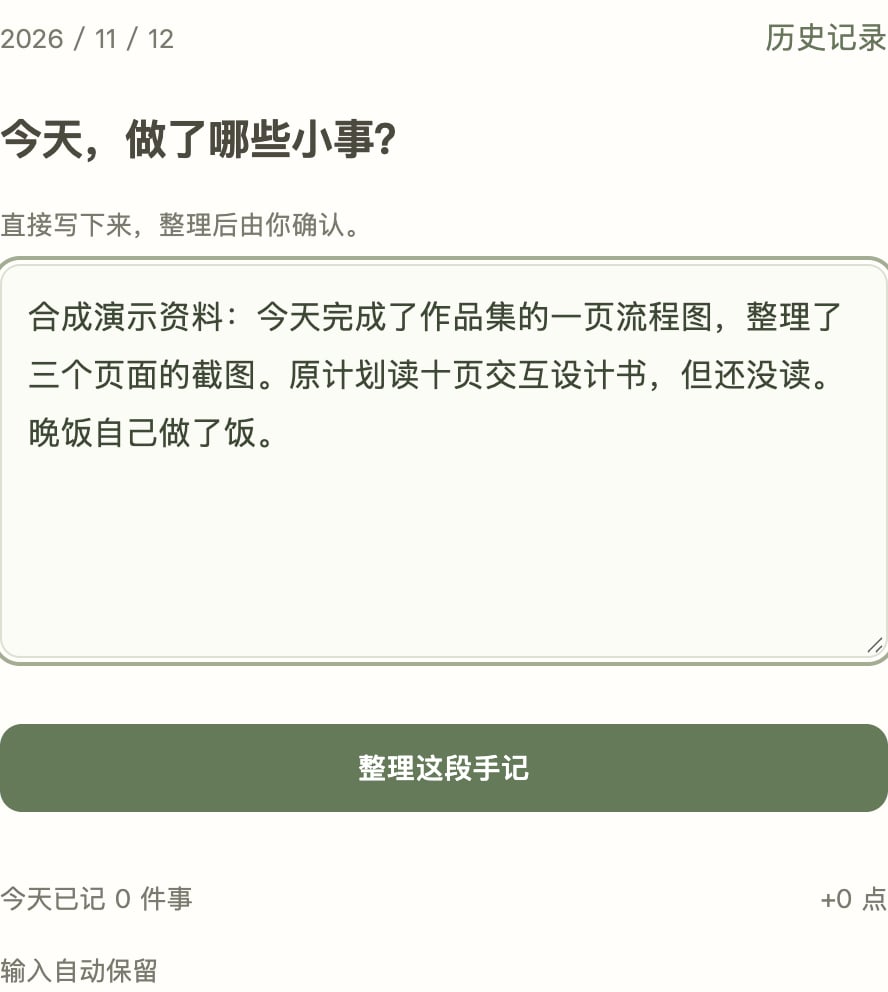 2026 / 11 / 12
历史记录
今天，做了哪些小事？
直接写下来，整理后由你确认。
合成演示资料：今天完成了作品集的一页流程图，整理了
三个页面的截图。原计划读十页交互设计书，但还没读。
晚饭自己做了饭。
整理这段手记
今天已记 0 件事
+0 点
输入自动保留